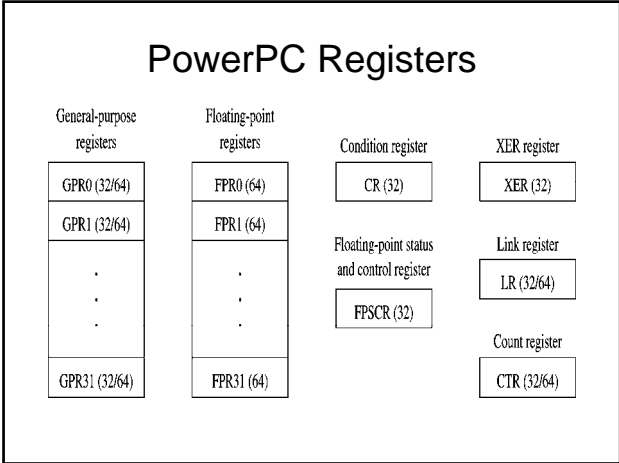 PowerPC Registers
General-purpose
registers
GPR0 (32/64)
GPR1 (32/64)
.
.
.
GPR31 (32/64)
Floating-point
registers
FPR0 (64)
FPR1 (64)
.
.
.
FPR31 (64)
Condition register
CR (32)
Floating-point status
and control register
FPSCR (32)
XER register
XER (32)
Link register
LR (32/64)
Count register
CTR (32/64)